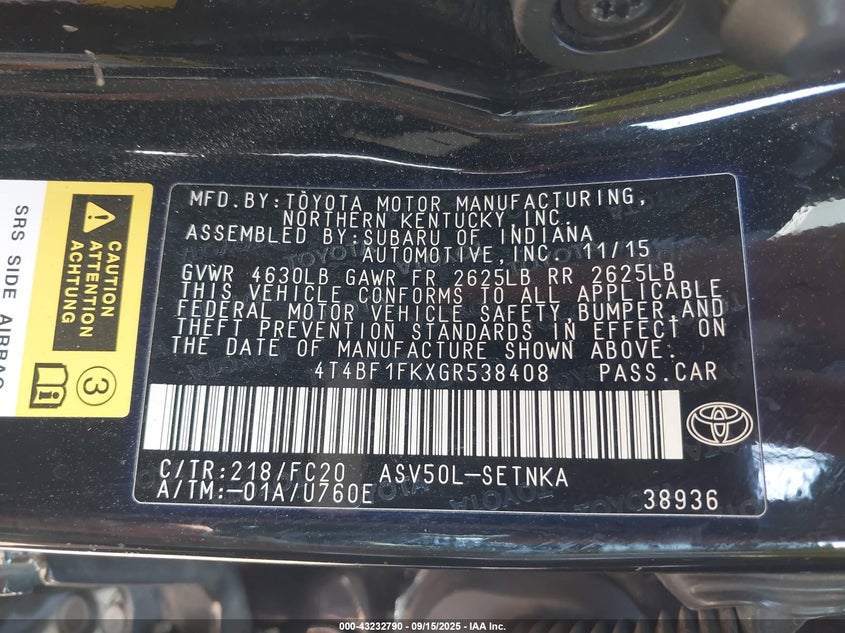 SRS SIDE AIRBAG
CAUTION
ATTENTION
ACHTUNG
3
MFD.BY:TOYOTA MOTOR MANUFACTURING,
NORTHERN KENTUCKY,INC.
ASSEMBLED BY:SUBARU OF INDIANA
AUTOMOTIVE,INC. 11/15
GVWR 4630LB GAWR FR 2625LB RR 2625LB
THIS VEHICLE CONFORMS TO ALL APPLICABLE
FEDERAL MOTOR VEHICLE SAFETY,BUMPER,AND
THEFT PREVENTION STANDARDS IN EFFECT ON
THE DATE OF MANUFACTURE SHOWN ABOVE.
4T4BF1FKXGR538408 PASS.CAR
C/TR:218/FC20 ASV50L-SETNKA
A/TM:-01A/U760E
38936
000-43232790 - 09/15/2025 - IAA Inc.